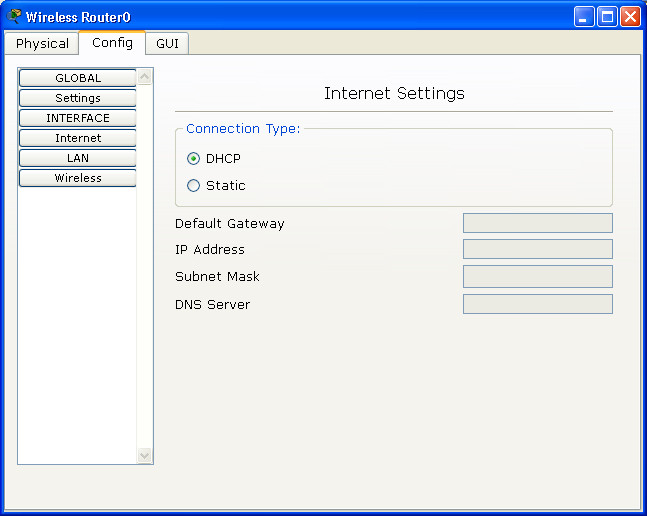 Wireless Router0
Physical Config GUI
GLOBAL
Settings
INTERFACE
Internet
LAN
Wireless
Internet Settings
Connection Type:
DHCP
Static
Default Gateway
IP Address
Subnet Mask
DNS Server